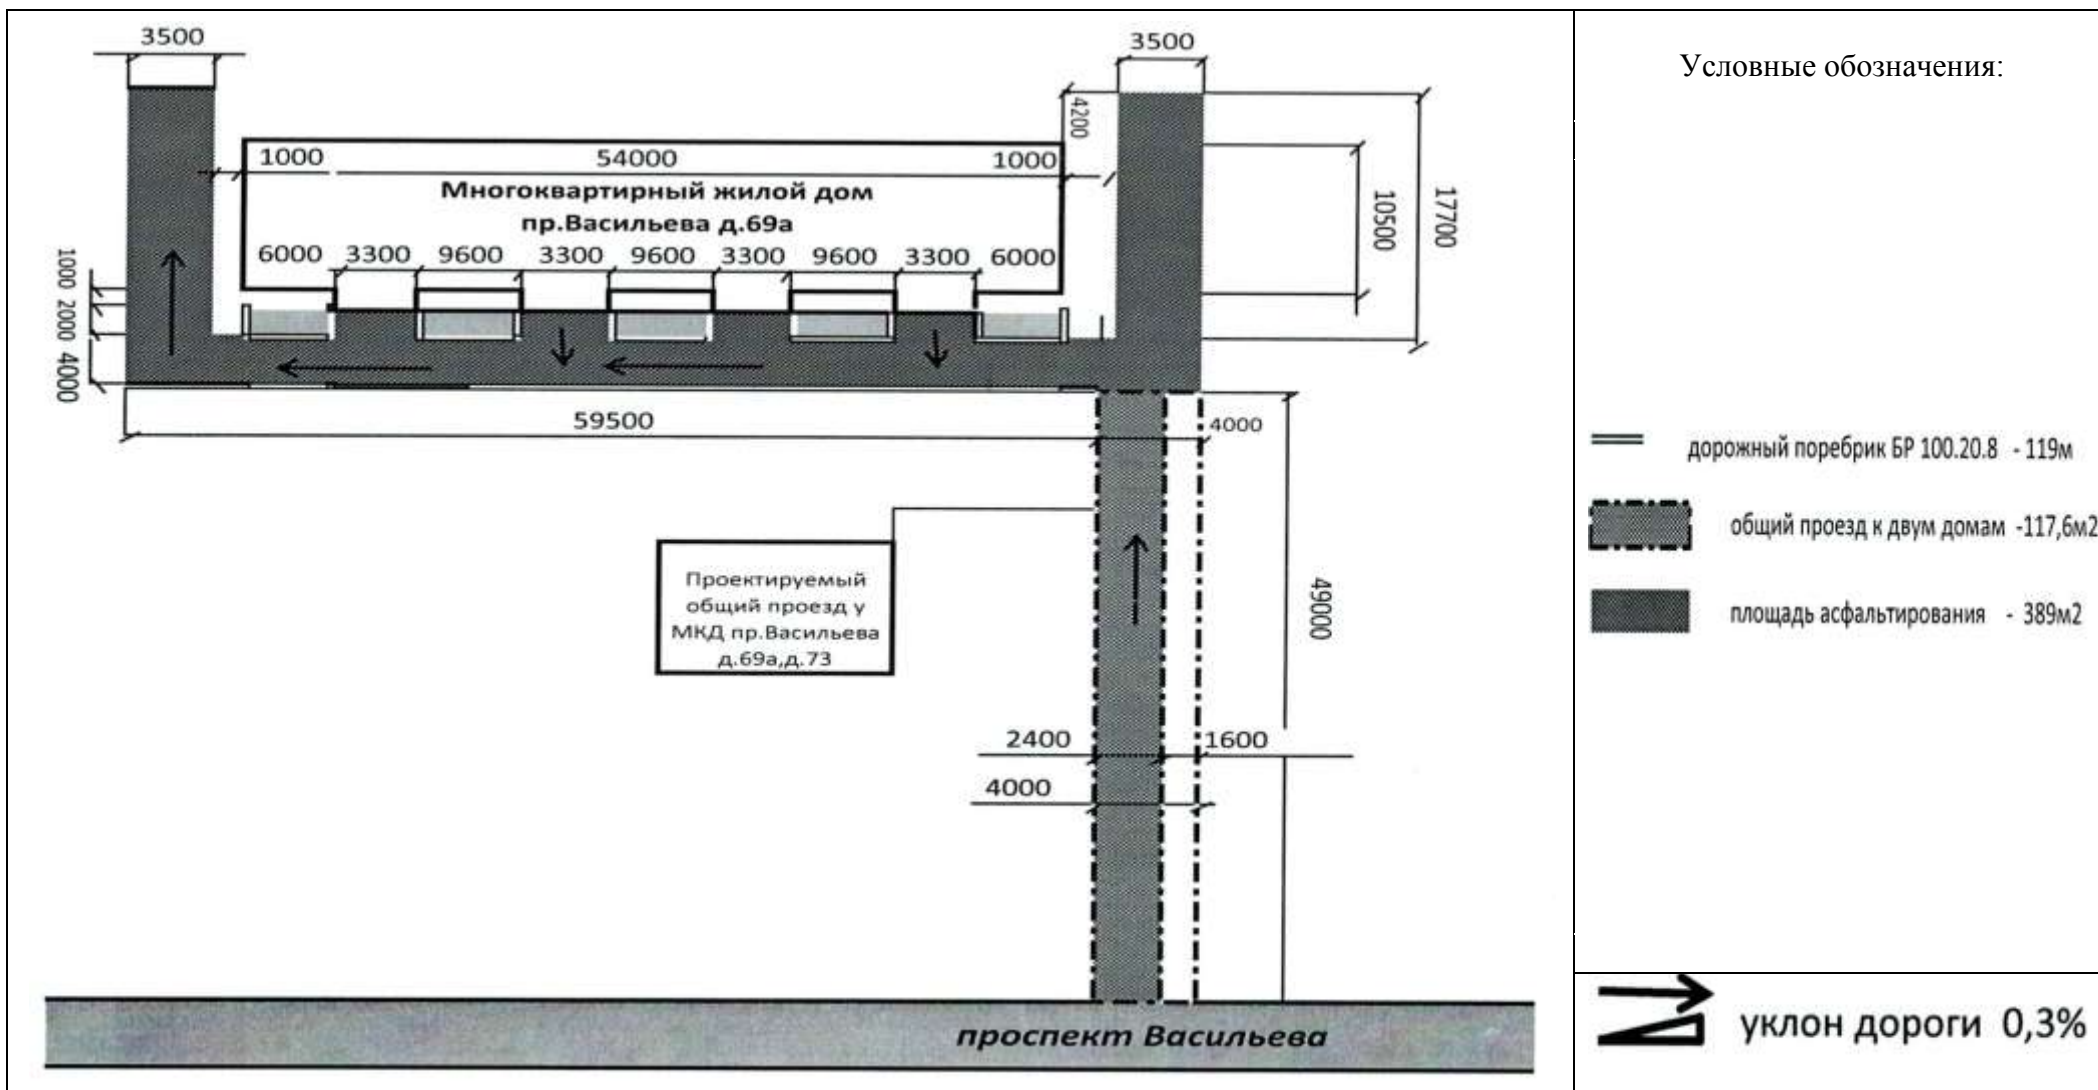 3500
3500
4200
1000 54000 1000
Многоквартирный жилой дом
пр.Васильева д.69а
6000 3300 9600 3300 9600 3300 9600 3300 6000
10500
17700
1000
2000
4000
59500
4000
Проектируемый
общий проезд у
МКД пр.Васильева
д.69а,д.73
49000
2400 1600
4000
проспект Васильева
Условные обозначения:
дорожный поребрик БР 100.20.8 - 119м
общий проезд к двум домам -117,6м2
площадь асфальтирования - 389м2
уклон дороги 0,3%